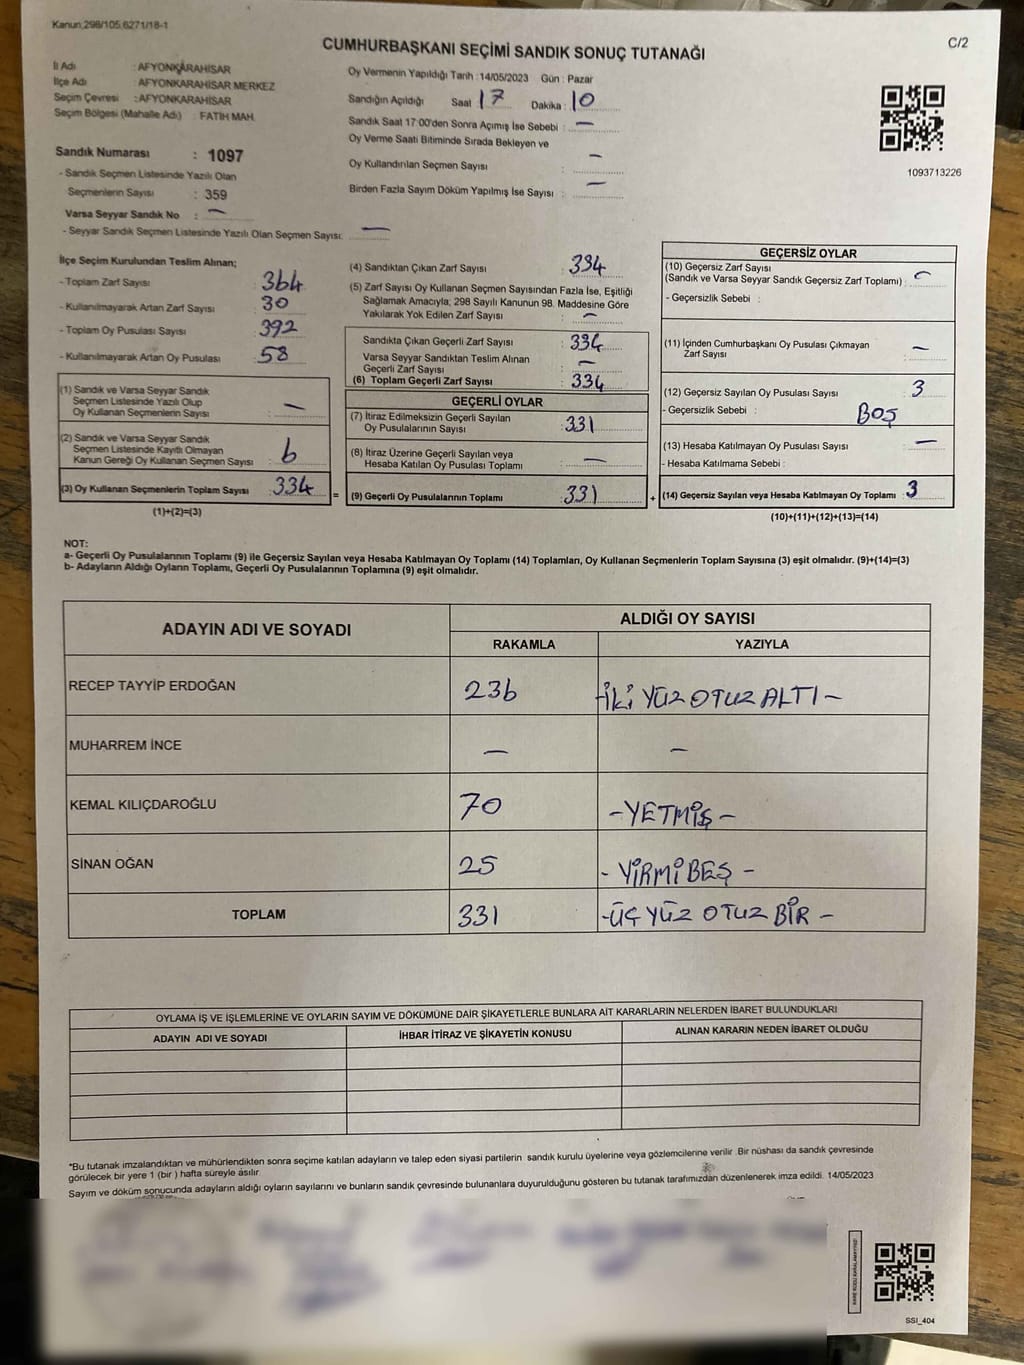 Kanun:298/105,6271/18-1
C/2
CUMHURBAŞKANI SEÇİMİ SANDIK SONUÇ TUTANAĞI
İl Adı : AFYONKARAHİSAR
İlçe Adı : AFYONKARAHİSAR MERKEZ
Seçim Çevresi : AFYONKARAHİSAR
Seçim Bölgesi (Mahalle Adı) : FATİH MAH.
Sandık Numarası : 1097
- Sandık Seçmen Listesinde Yazılı Olan
Seçmenlerin Sayısı : 359
Varsa Seyyar Sandık No : —
- Seyyar Sandık Seçmen Listesinde Yazılı Olan Seçmen Sayısı: —
Oy Vermenin Yapıldığı Tarih : 14/05/2023 Gün : Pazar
Sandığın Açıldığı Saat 17 Dakika : 10
Sandık Saat 17:00'den Sonra Açımış İse Sebebi : —
Oy Verme Saati Bitiminde Sırada Bekleyen ve
Oy Kullandırılan Seçmen Sayısı : —
Birden Fazla Sayım Döküm Yapılmış İse Sayısı : —
1093713226
İlçe Seçim Kurulundan Teslim Alınan;
- Toplam Zarf Sayısı : 364
- Kullanılmayarak Artan Zarf Sayısı : 30
- Toplam Oy Pusulası Sayısı : 392
- Kullanılmayarak Artan Oy Pusulası : 58
(1) Sandık ve Varsa Seyyar Sandık
Seçmen Listesinde Yazılı Olup
Oy Kullanan Seçmenlerin Sayısı : —
(2) Sandık ve Varsa Seyyar Sandık
Seçmen Listesinde Kayıtlı Olmayan
Kanun Gereği Oy Kullanan Seçmen Sayısı : 6
(3) Oy Kullanan Seçmenlerin Toplam Sayısı : 334
(1)+(2)=(3)
(4) Sandıktan Çıkan Zarf Sayısı : 334
(5) Zarf Sayısı Oy Kullanan Seçmen Sayısından Fazla İse, Eşitliği
Sağlamak Amacıyla; 298 Sayılı Kanunun 98. Maddesine Göre
Yakılarak Yok Edilen Zarf Sayısı : —
Sandıkta Çıkan Geçerli Zarf Sayısı : 334
Varsa Seyyar Sandıktan Teslim Alınan
Geçerli Zarf Sayısı : —
(6) Toplam Geçerli Zarf Sayısı : 334
GEÇERLİ OYLAR
(7) İtiraz Edilmeksizin Geçerli Sayılan
Oy Pusulalarının Sayısı : 331
(8) İtiraz Üzerine Geçerli Sayılan veya
Hesaba Katılan Oy Pusulası Toplamı : —
= (9) Geçerli Oy Pusulalarının Toplamı : 331
GEÇERSİZ OYLAR
(10) Geçersiz Zarf Sayısı
(Sandık ve Varsa Seyyar Sandık Geçersiz Zarf Toplamı) : —
- Geçersizlik Sebebi :
(11) İçinden Cumhurbaşkanı Oy Pusulası Çıkmayan
Zarf Sayısı : —
(12) Geçersiz Sayılan Oy Pusulası Sayısı : 3
- Geçersizlik Sebebi : BOŞ
(13) Hesaba Katılmayan Oy Pusulası Sayısı : —
- Hesaba Katılmama Sebebi :
+ (14) Geçersiz Sayılan veya Hesaba Katılmayan Oy Toplamı : 3
(10)+(11)+(12)+(13)=(14)
NOT:
a- Geçerli Oy Pusulalarının Toplamı (9) ile Geçersiz Sayılan veya Hesaba Katılmayan Oy Toplamı (14) Toplamları, Oy Kullanan Seçmenlerin Toplam Sayısına (3) eşit olmalıdır. (9)+(14)=(3)
b- Adayların Aldığı Oyların Toplamı, Geçerli Oy Pusulalarının Toplamına (9) eşit olmalıdır.
ADAYIN ADI VE SOYADI ALDIĞI OY SAYISI
RAKAMLA YAZIYLA
RECEP TAYYİP ERDOĞAN 236 -İKİ YÜZ OTUZ ALTI-
MUHARREM İNCE — —
KEMAL KILIÇDAROĞLU 70 -YETMİŞ-
SİNAN OĞAN 25 -YİRMİ BEŞ-
TOPLAM 331 -ÜÇ YÜZ OTUZ BİR-
OYLAMA İŞ VE İŞLEMLERİNE VE OYLARIN SAYIM VE DÖKÜMÜNE DAİR ŞİKAYETLERLE BUNLARA AİT KARARLARIN NELERDEN İBARET BULUNDUKLARI
ADAYIN ADI VE SOYADI İHBAR İTİRAZ VE ŞİKAYETİN KONUSU ALINAN KARARIN NEDEN İBARET OLDUĞU
*Bu tutanak imzalandıktan ve mühürlendikten sonra seçime katılan adayların ve talep eden siyasi partilerin sandık kurulu üyelerine veya gözlemcilerine verilir. Bir nüshası da sandık çevresinde
görülecek bir yere 1 (bir ) hafta süreyle asılır.
Sayım ve döküm sonucunda adayların aldığı oyların sayılarını ve bunların sandık çevresinde bulunanlara duyurulduğunu gösteren bu tutanak tarafımızdan düzenlenerek imza edildi. 14/05/2023
SSI_404